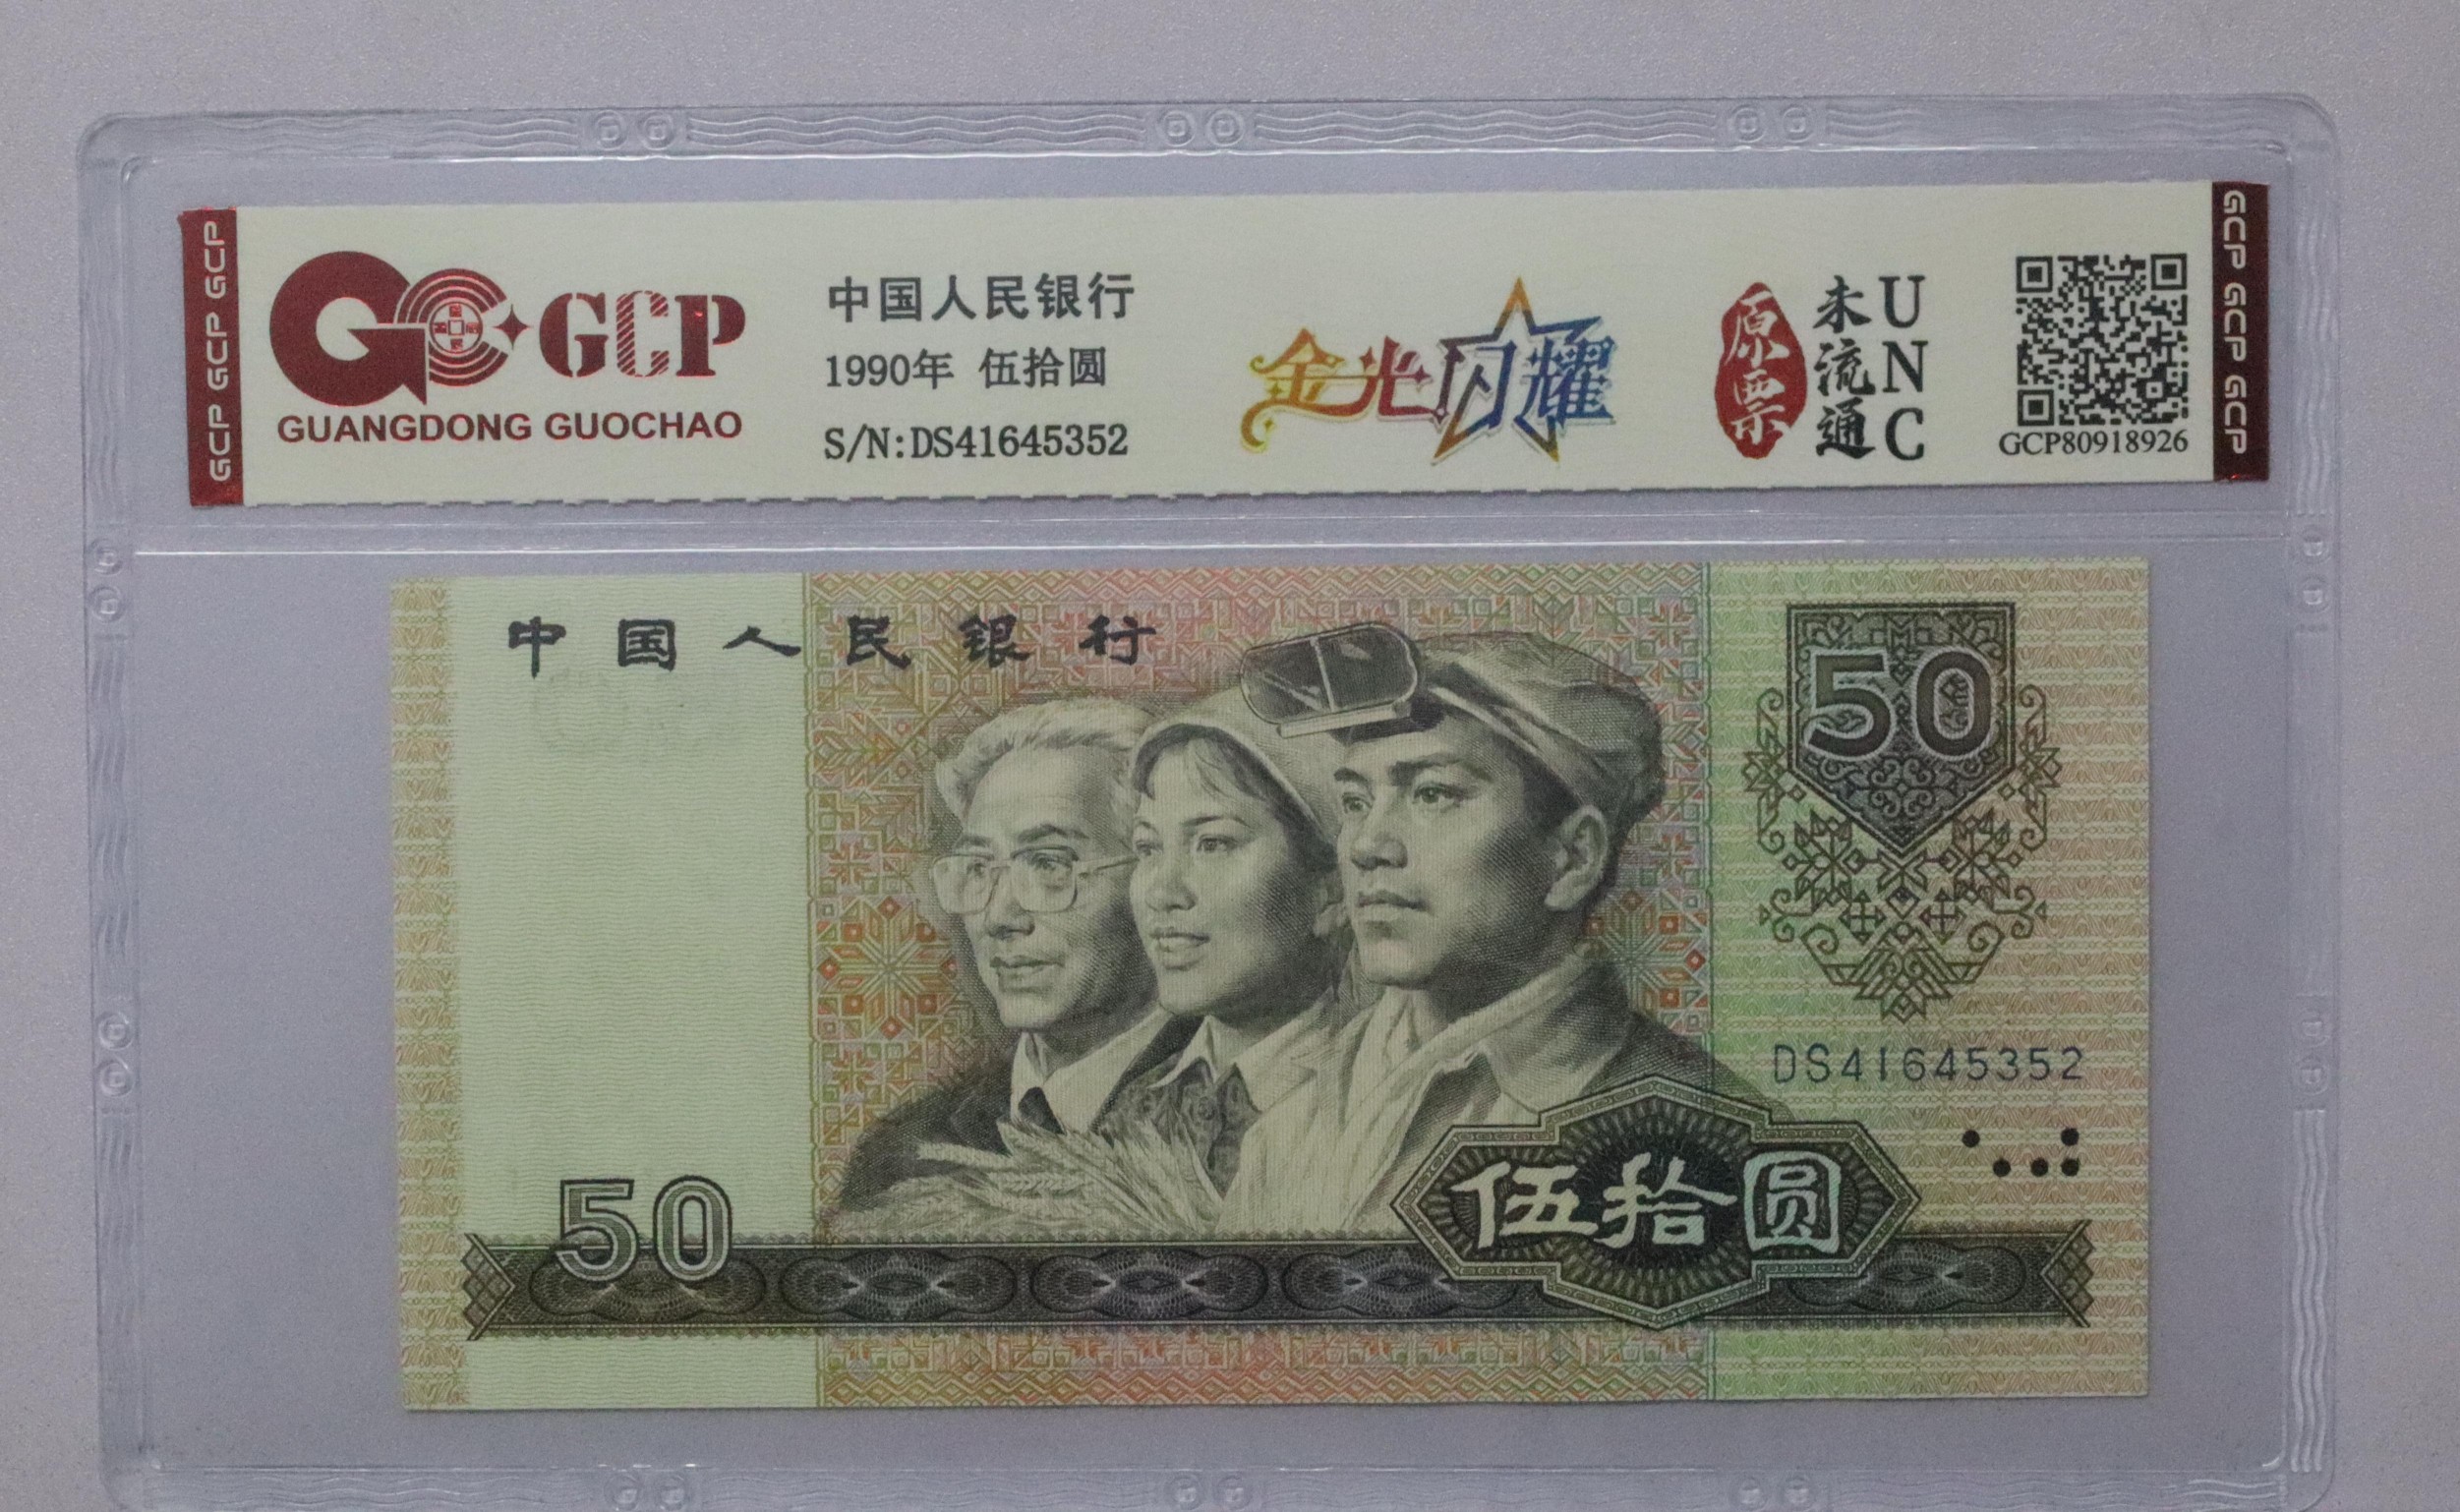 GCP GCP GCP
GCP
GUANGDONG GUOCHAO
中国人民银行
1990年 伍拾圆
S/N:DS41645352
金光闪耀
原票
未流通
UNC
GCP80918926
GCP GCP GCP
中国人民银行
50
DS41645352
50
伍拾圆